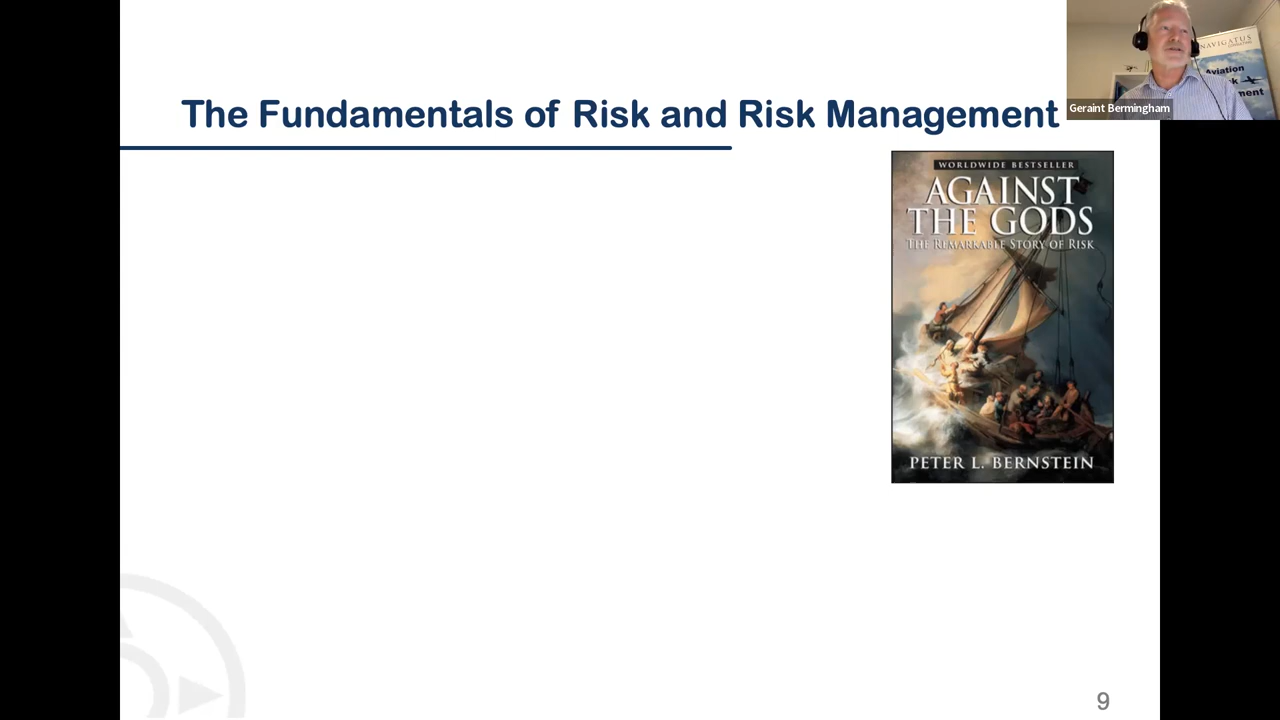 The Fundamentals of Risk and Risk Management
NAVIGATUS
Aviation
Geraint Bermingham
WORLDWIDE BESTSELLER
AGAINST
THE GODS
THE REMARKABLE STORY OF RISK
PETER L. BERNSTEIN
9